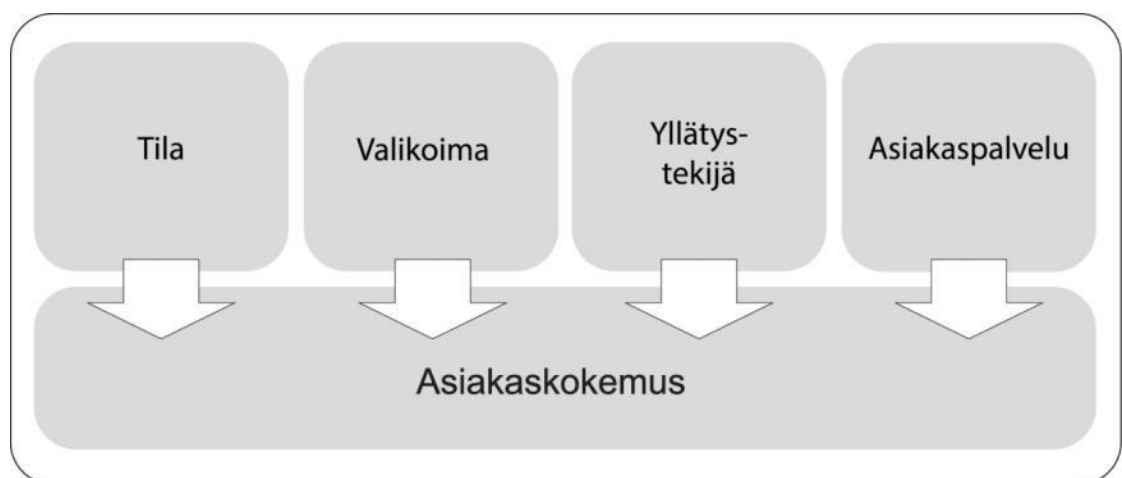 Tila
Valikoima
Yllätys-
tekijä
Asiakaspalvelu
Asiakaskokemus